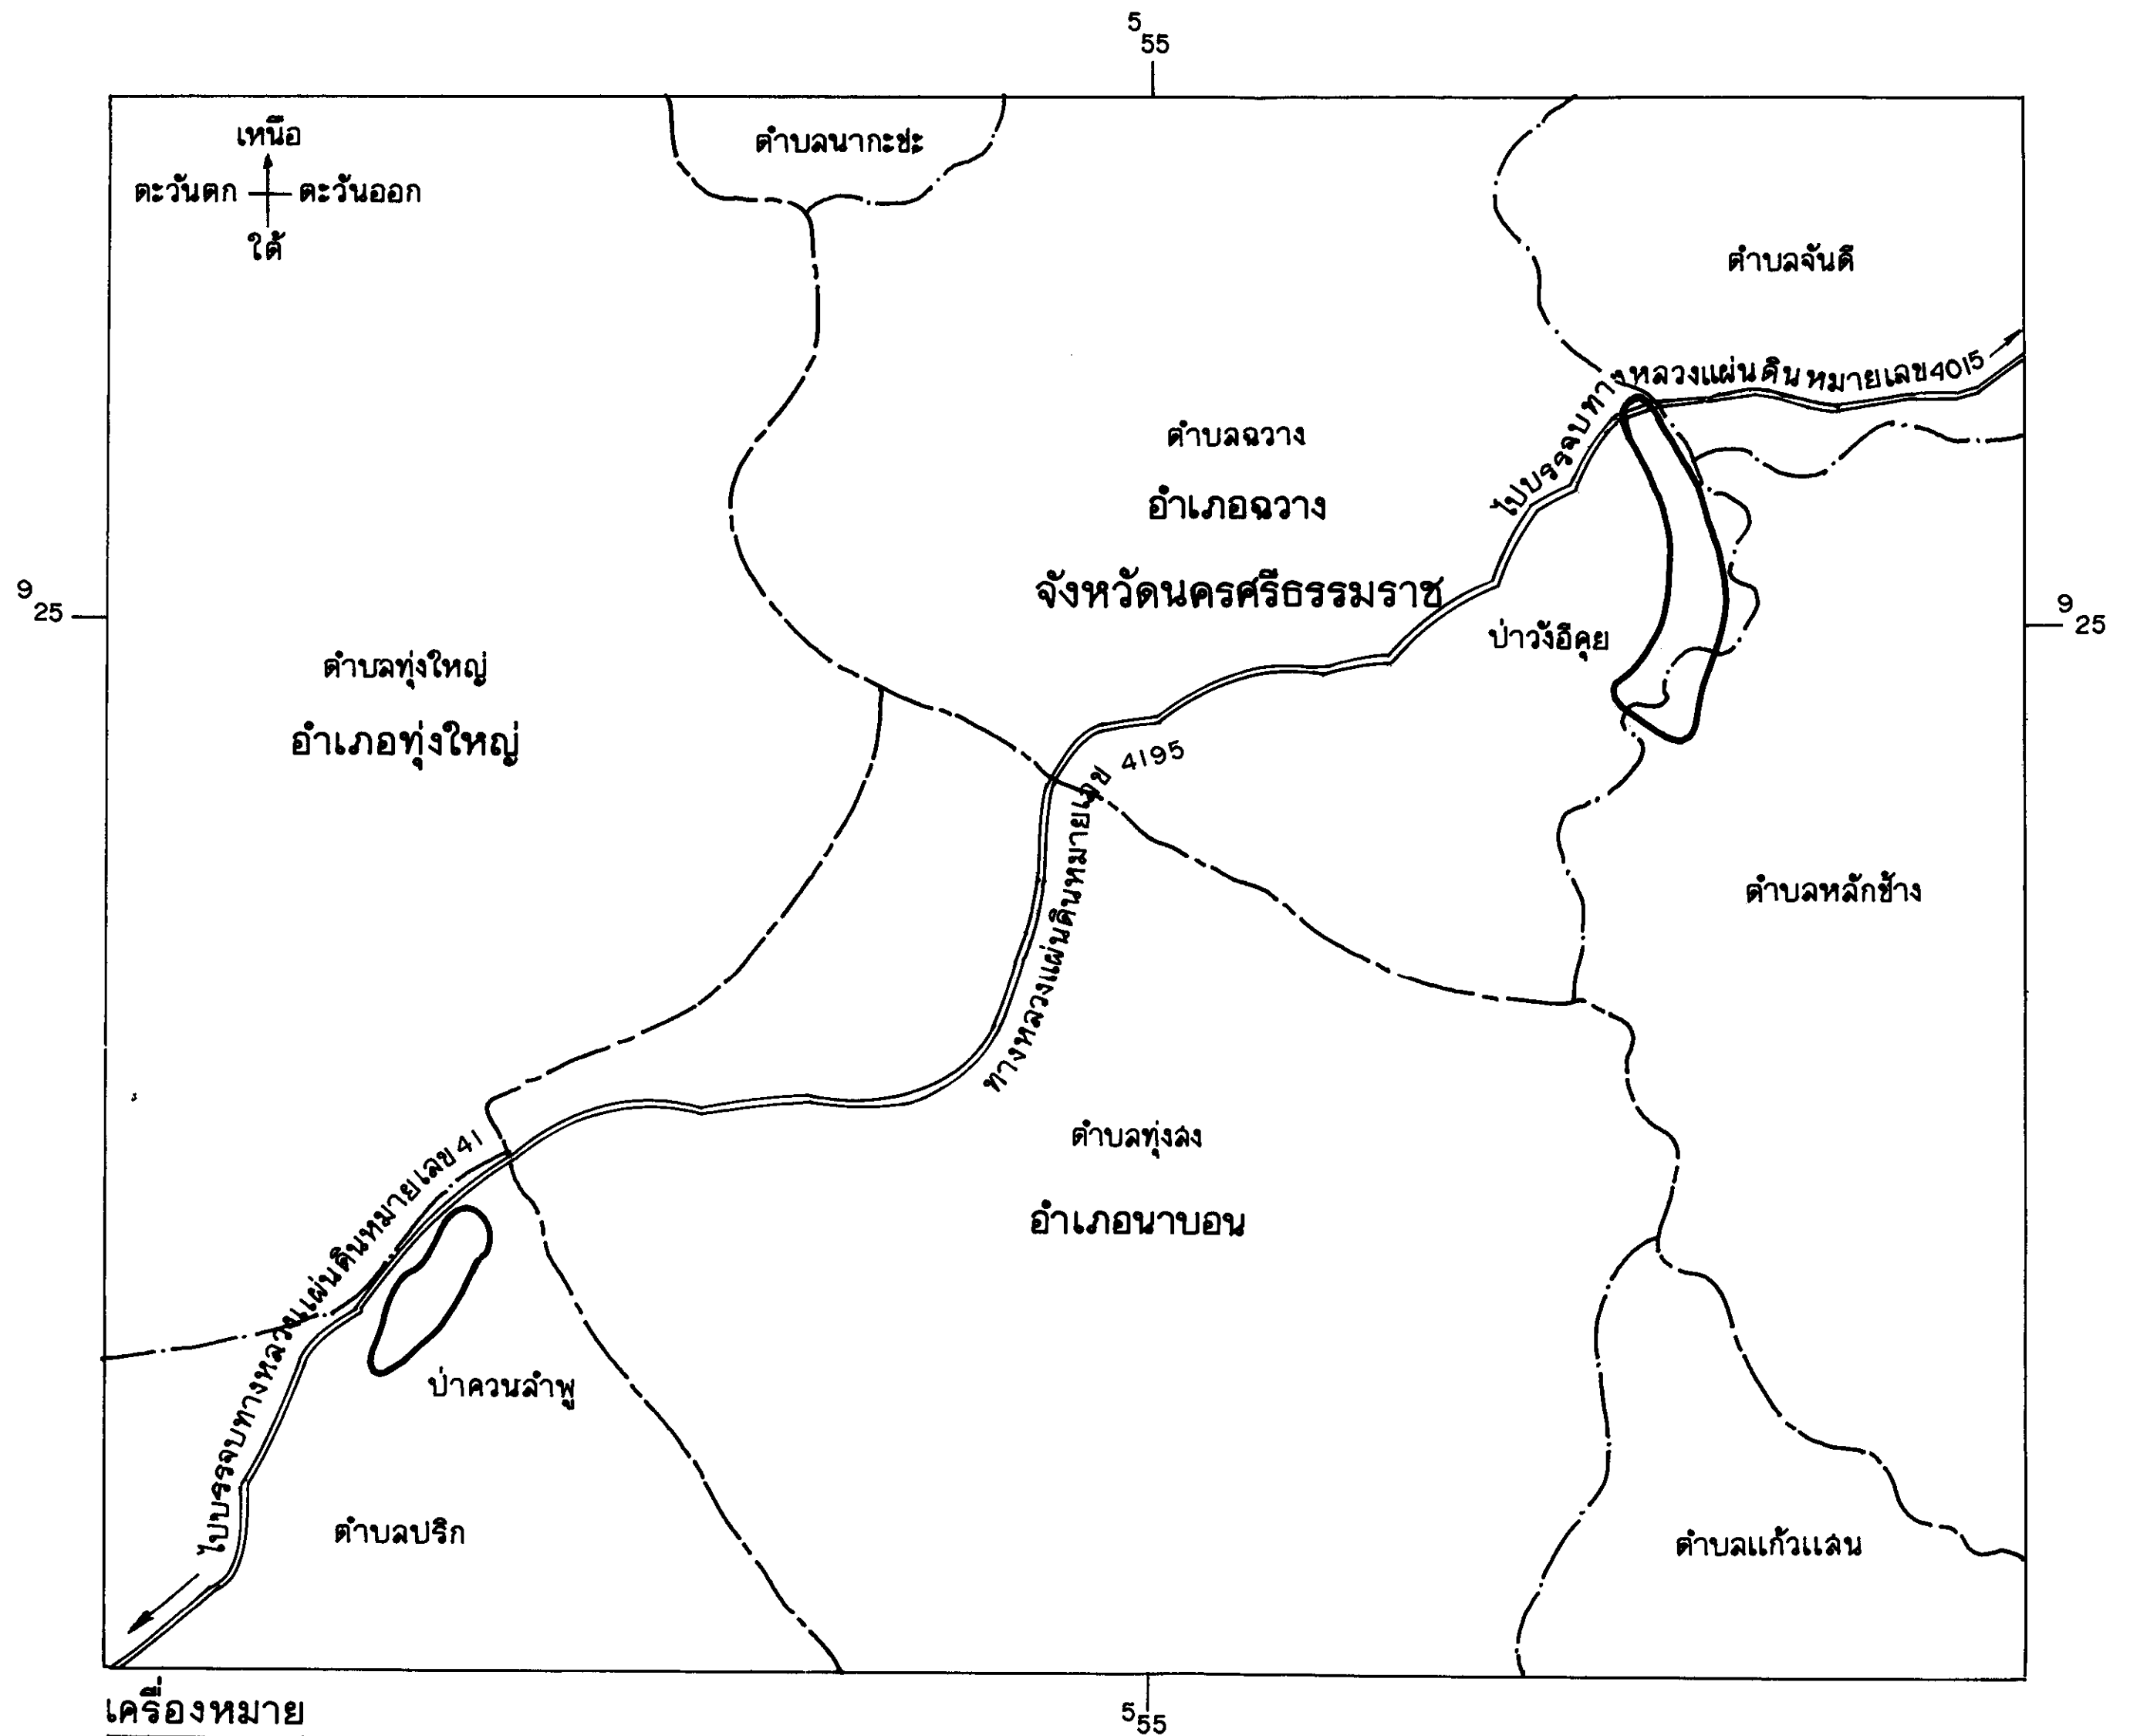 5
55
เหนือ
ตะวันตก ตะวันออก
ใต้
ตำบลนากะชะ
ตำบลจันดี
ไปบรรจบทางหลวงแผ่นดินหมายเลข 4015
ตำบลฉวาง
อำเภอฉวาง
จังหวัดนครศรีธรรมราช
9
25
9
25
ป่าวังอีคุย
ตำบลทุ่งใหญ่
อำเภอทุ่งใหญ่
ทางหลวงแผ่นดินหมายเลข 4195
ตำบลหลักช้าง
ตำบลทุ่งสง
อำเภอนาบอน
ไปบรรจบทางหลวงแผ่นดินหมายเลข 41
ป่าควนลำพู
ตำบลปริก
ตำบลแก้วแสน
เครื่องหมาย
5
55